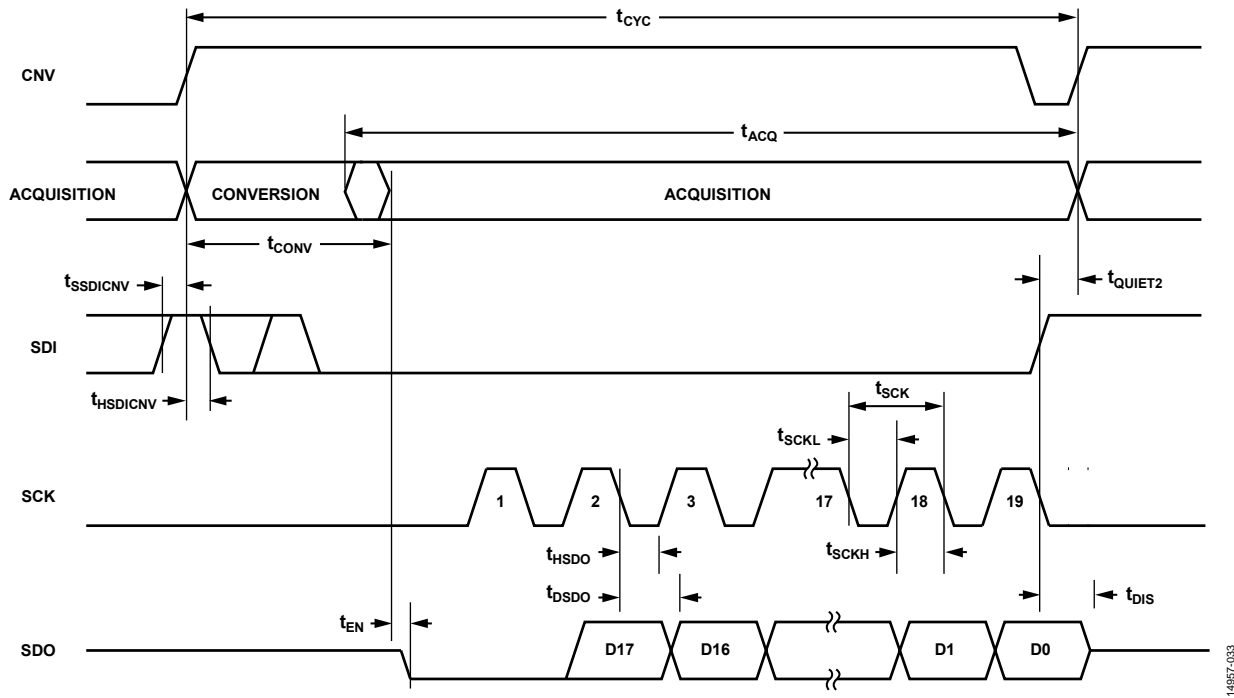 tCYC
CNV
tACQ
ACQUISITION
CONVERSION
ACQUISITION
tCONV
tSSDICNV
tQUIET2
SDI
tHSDICNV
tSCK
tSCKL
SCK
1
2
3
17
18
19
tHSDO
tSCKH
tDSDO
tDIS
tEN
SDO
D17
D16
D1
D0
14957-033